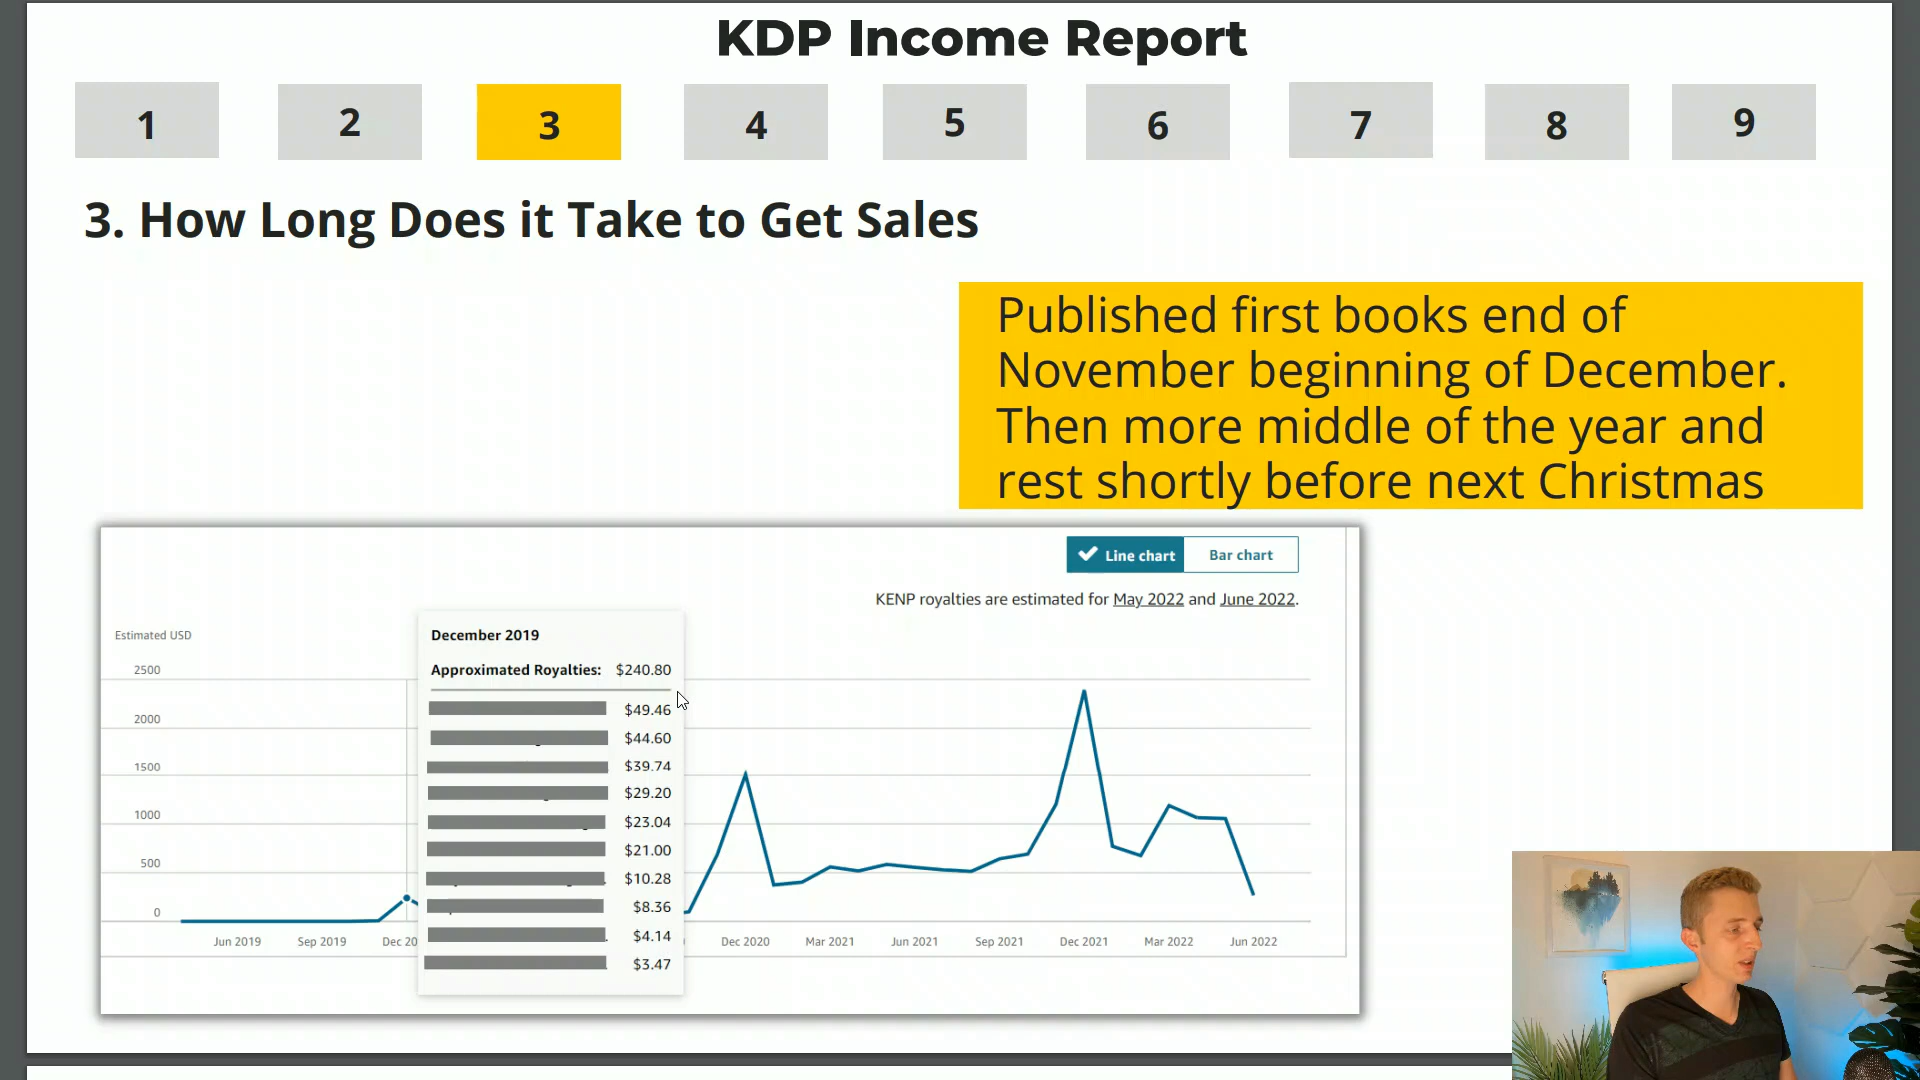 KDP Income Report
1 2 3 4 5 6 7 8 9
3. How Long Does it Take to Get Sales
Published first books end of
November beginning of December.
Then more middle of the year and
rest shortly before next Christmas
Line chart Bar chart
KENP royalties are estimated for May 2022 and June 2022.
Estimated USD
2500
2000
1500
1000
500
0
December 2019
Approximated Royalties: $240.80
$49.46
$44.60
$39.74
$29.20
$23.04
$21.00
$10.28
$8.36
$4.14
$3.47
Jun 2019 Sep 2019 Dec 20 Dec 2020 Mar 2021 Jun 2021 Sep 2021 Dec 2021 Mar 2022 Jun 2022